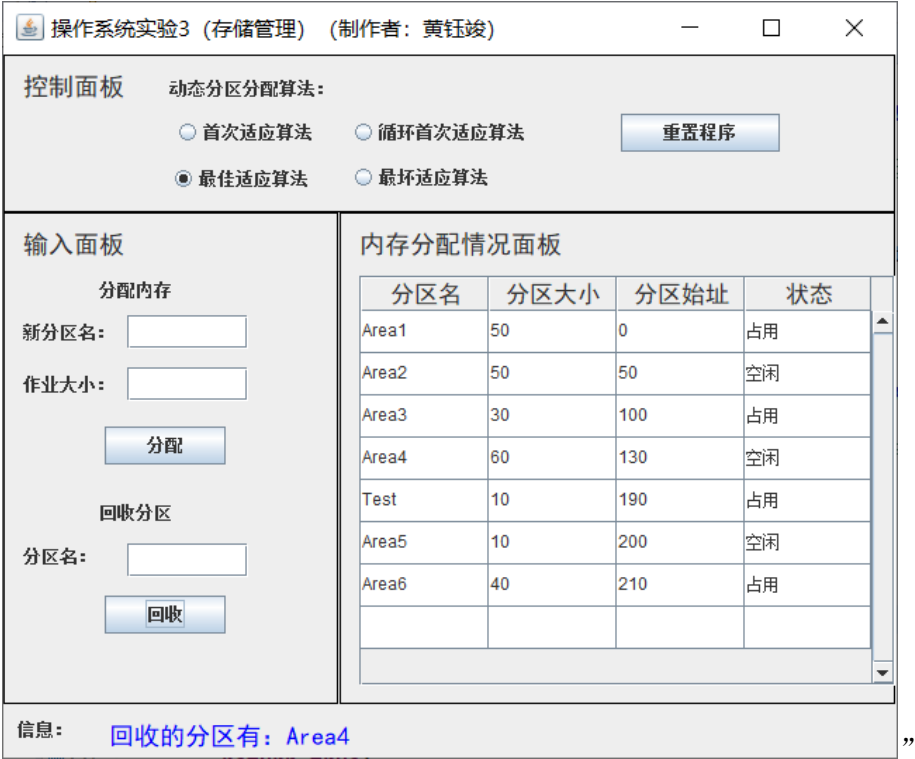 操作系统实验3（存储管理）（制作者：黄钰竣）
控制面板 动态分区分配算法：
首次适应算法 循环首次适应算法 重置程序
最佳适应算法 最坏适应算法
输入面板
分配内存
新分区名：
作业大小：
分配
回收分区
分区名：
回收
内存分配情况面板
分区名 分区大小 分区始址 状态
Area1 50 0 占用
Area2 50 50 空闲
Area3 30 100 占用
Area4 60 130 空闲
Test 10 190 占用
Area5 10 200 空闲
Area6 40 210 占用
信息： 回收的分区有：Area4
”